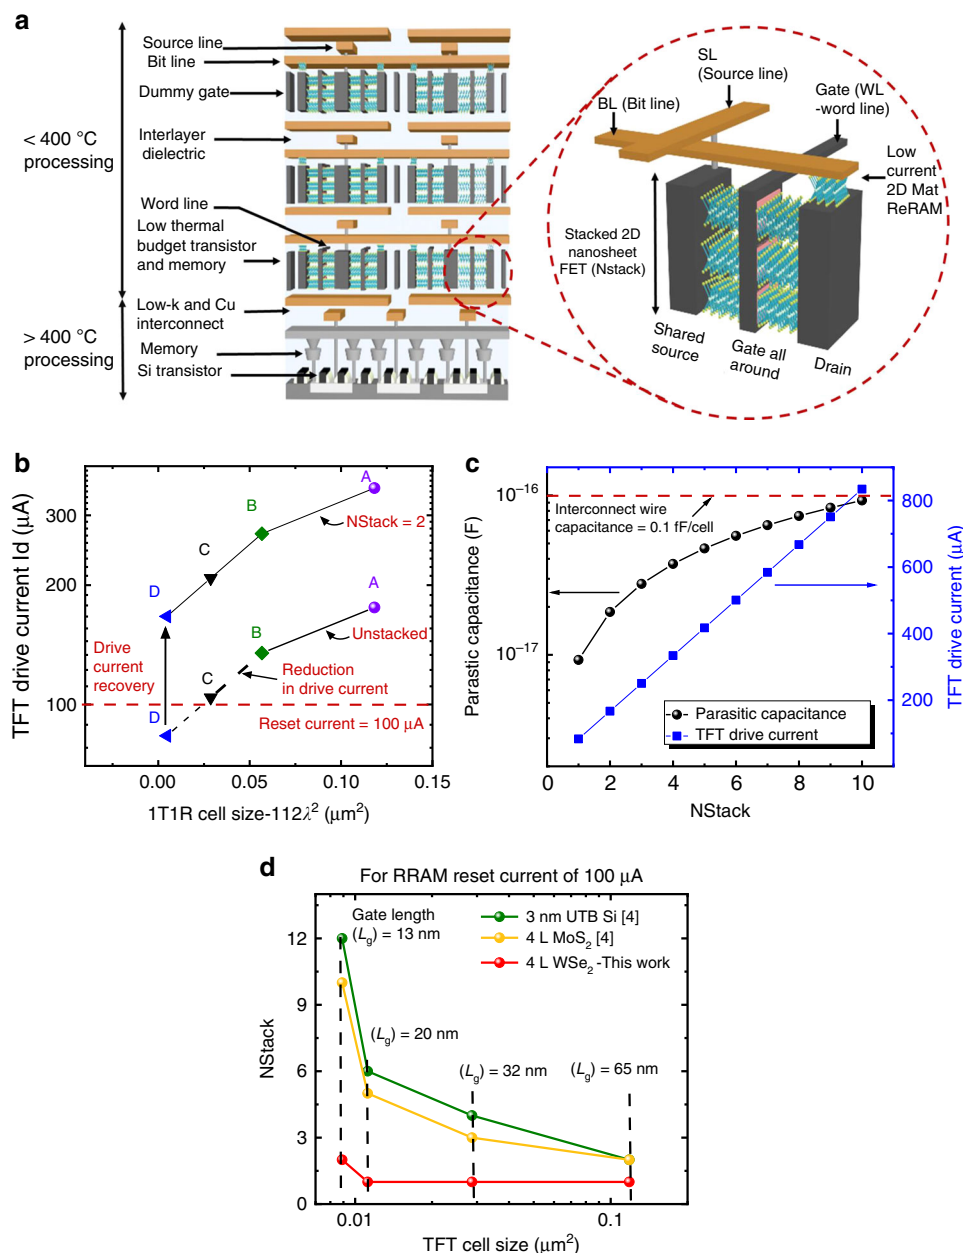 a
Source line
Bit line
Dummy gate
< 400 °C
processing
Interlayer
dielectric
Word line
Low thermal
budget transistor
and memory
Low-k and Cu
interconnect
> 400 °C
processing
Memory
Si transistor
SL
(Source line)
BL (Bit line)
Gate (WL
-word line)
Low
current
2D Mat
ReRAM
Stacked 2D
nanosheet
FET (Nstack)
Shared
source
Gate all
around
Drain
b
TFT drive current Id (μA)
300
200
100
A
B
NStack = 2
C
D
A
B
Unstacked
Drive
current
recovery
C
Reduction
in drive current
D
Reset current = 100 μA
0.00 0.05 0.10 0.15
1T1R cell size-112λ² (μm²)
c
Parastic capacitance (F)
10⁻¹⁶
10⁻¹⁷
Interconnect wire
capacitance = 0.1 fF/cell
Parasitic capacitance
TFT drive current
0 2 4 6 8 10
NStack
800
600
400
200
TFT drive current (μA)
d
For RRAM reset current of 100 μA
NStack
12
9
6
3
0
Gate length
(Lg) = 13 nm
3 nm UTB Si [4]
4 L MoS₂ [4]
4 L WSe₂ -This work
(Lg) = 20 nm
(Lg) = 32 nm
(Lg) = 65 nm
0.01 0.1
TFT cell size (μm²)